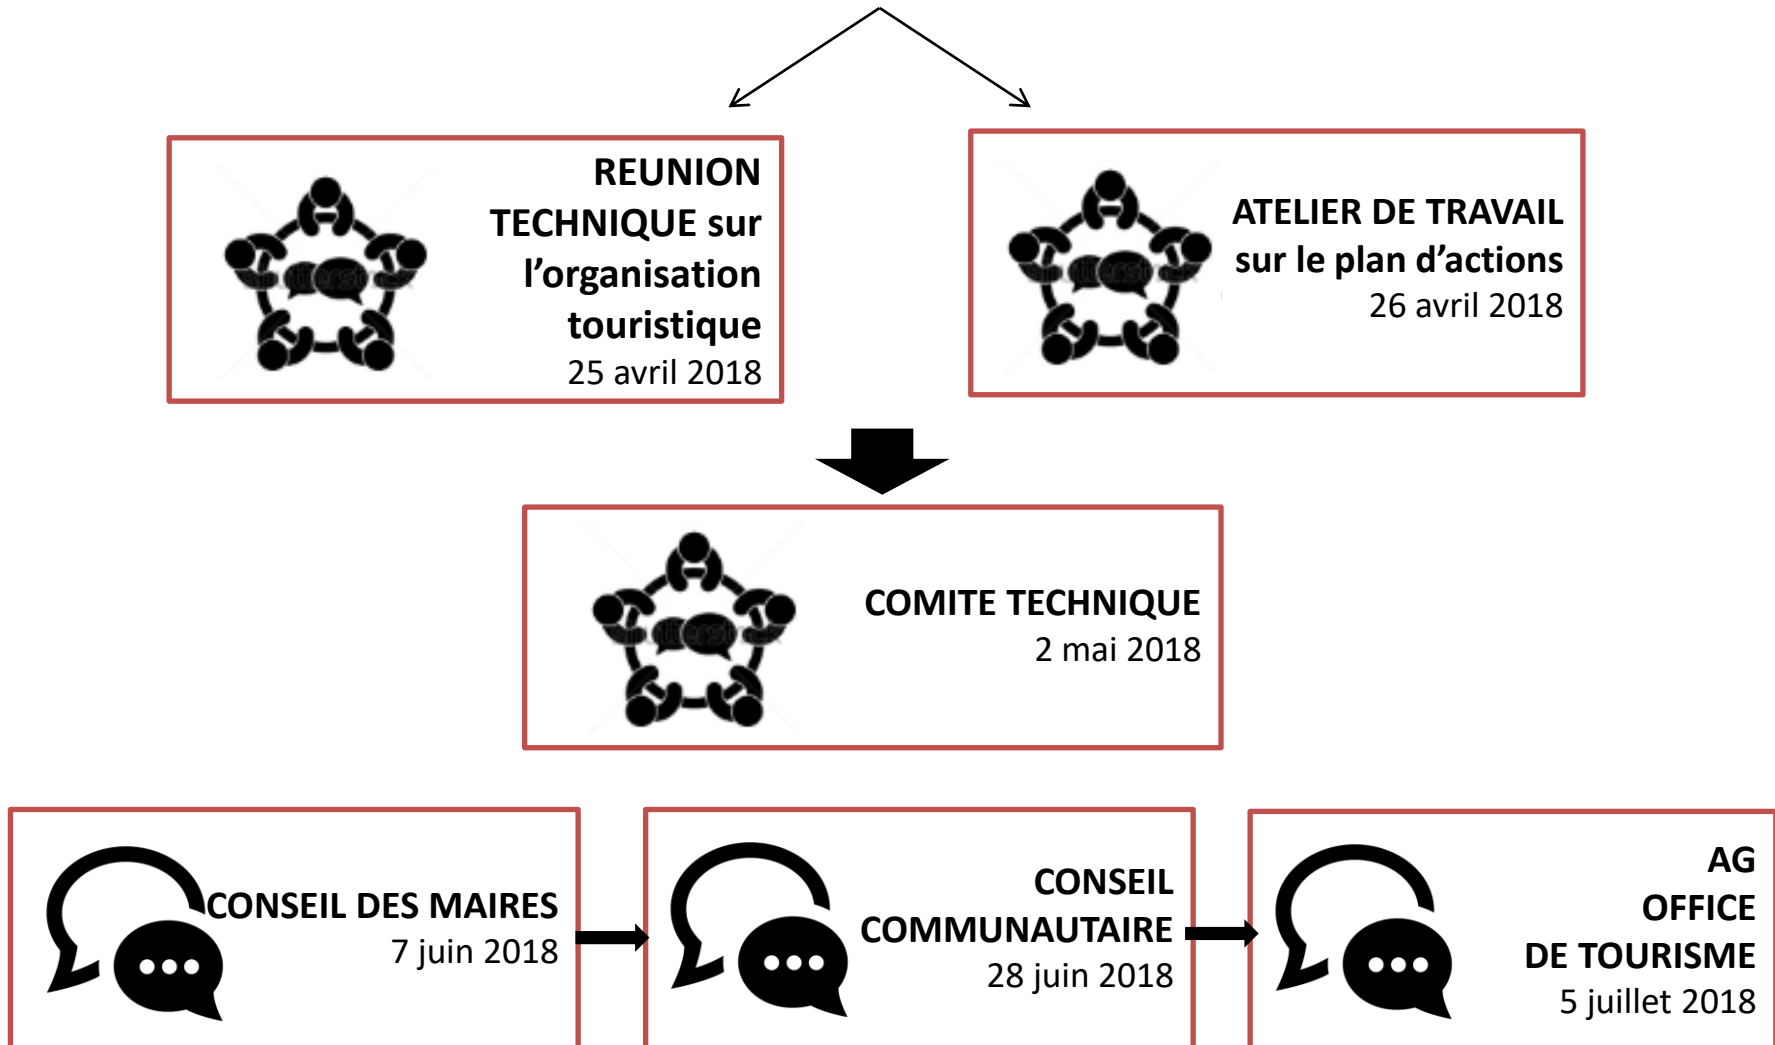 REUNION
TECHNIQUE sur
l’organisation
touristique
25 avril 2018
ATELIER DE TRAVAIL
sur le plan d’actions
26 avril 2018
COMITE TECHNIQUE
2 mai 2018
CONSEIL DES MAIRES
7 juin 2018
CONSEIL
COMMUNAUTAIRE
28 juin 2018
AG
OFFICE
DE TOURISME
5 juillet 2018